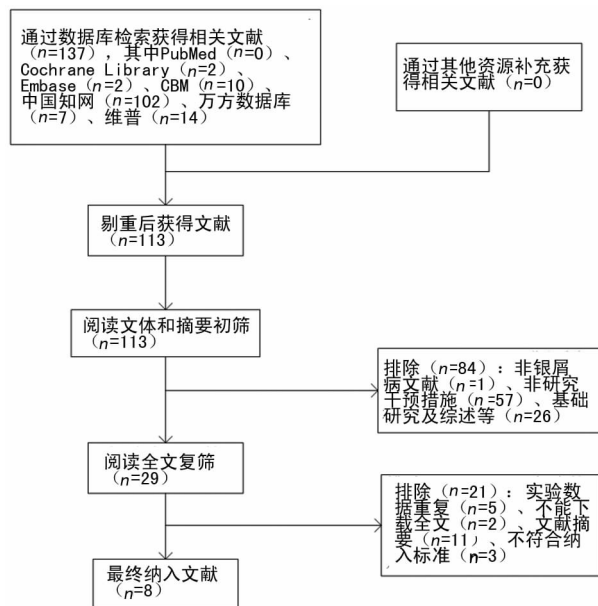 通过数据库检索获得相关文献
（n=137），其中PubMed（n=0）、
Cochrane Library（n=2）、
Embase（n=2）、CBM（n=10）、
中国知网（n=102）、万方数据库
（n=7）、维普（n=14）
通过其他资源补充获
得相关文献（n=0）
剔重后获得文献
（n=113）
阅读文体和摘要初筛
（n=113）
排除（n=84）：非银屑
病文献（n=1）、非研究
干预措施（n=57）、基础
研究及综述等（n=26）
阅读全文复筛
（n=29）
排除（n=21）：实验数
据重复（n=5）、不能下
载全文（n=2）、文献摘
要（n=11）、不符合纳
入标准（n=3）
最终纳入文献
（n=8）